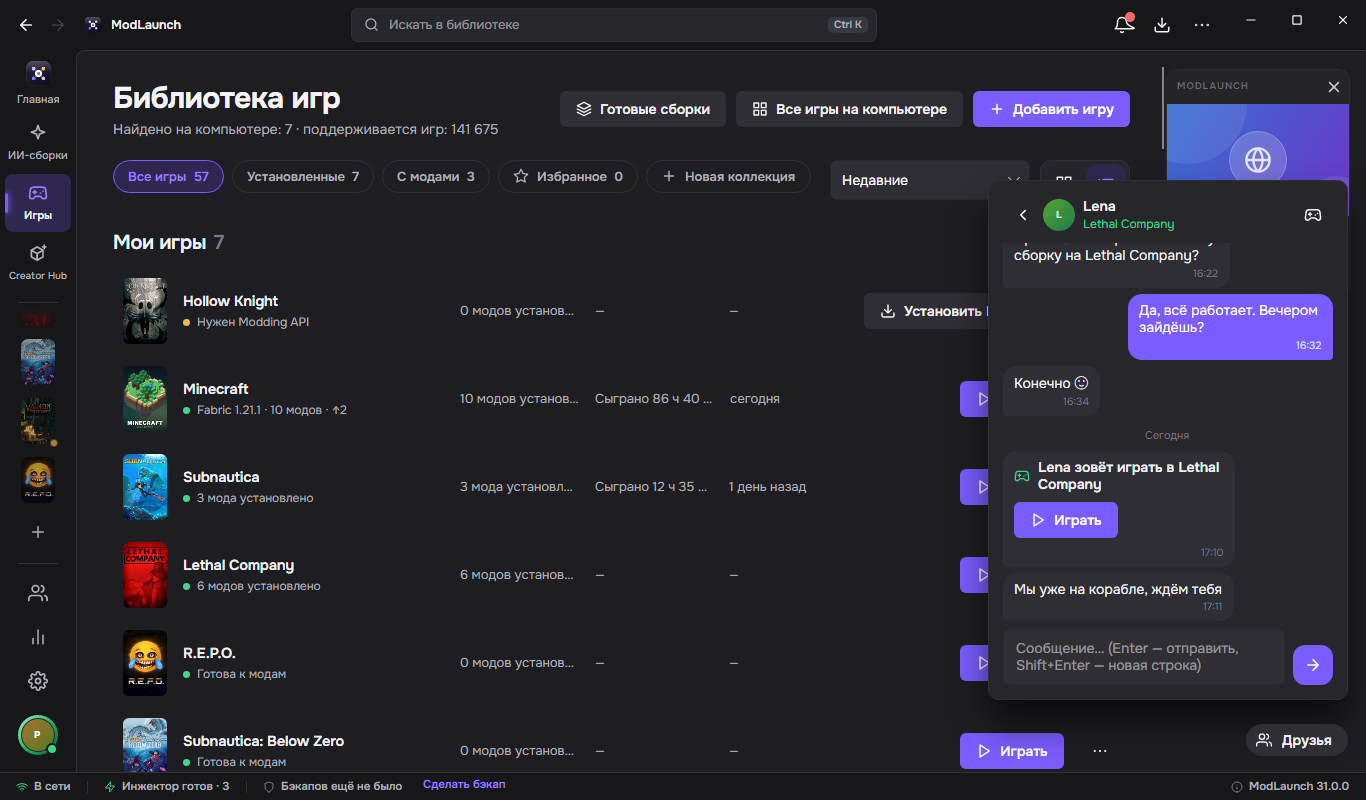 ModLaunch
Искать в библиотеке
Ctrl K
Главная
ИИ-сборки
Игры
Creator Hub
Библиотека игр
Найдено на компьютере: 7 · поддерживается игр: 141 675
Готовые сборки
Все игры на компьютере
Добавить игру
Все игры 57
Установленные 7
С модами 3
Избранное 0
Новая коллекция
Недавние
MODLAUNCH
Мои игры 7
Hollow Knight
Нужен Modding API
0 модов установ... – –
Установить
Minecraft
Fabric 1.21.1 · 10 модов · ↑2
10 модов установ... Сыграно 86 ч 40 ... сегодня
MINECRAFT
Subnautica
3 мода установлено
3 мода установл... Сыграно 12 ч 35 ... 1 день назад
Lethal Company
6 модов установлено
6 модов установ... – –
LETHAL
COMPANY
R.E.P.O.
Готова к модам
0 модов установ... – –
R.E.P.O.
Subnautica: Below Zero
Готова к модам
0 модов установ... – –
Играть
L
Lena
Lethal Company
сборку на Lethal Company?
16:22
Да, всё работает. Вечером
зайдёшь?
16:32
Конечно
16:34
Сегодня
Lena зовёт играть в Lethal
Company
Играть
17:10
Мы уже на корабле, ждём тебя
17:11
Сообщение... (Enter — отправить,
Shift+Enter — новая строка)
Друзья
P
В сети
Инжектор готов · 3
Бэкапов ещё не было
Сделать бэкап
ModLaunch 31.0.0